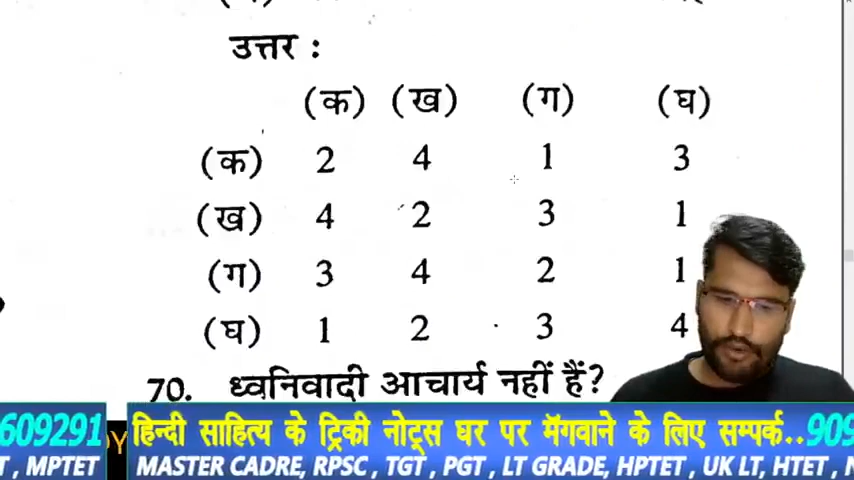 उत्तर :
(क) (ख) (ग) (घ)
(क) 2 4 1 3
(ख) 4 2 3 1
(ग) 3 4 2 1
(घ) 1 2 3 4
70. ध्वनिवादी आचार्य नहीं हैं?
609291 हिन्दी साहित्य के ट्रिकी नोट्स घर पर मॅगवाने के लिए सम्पर्क..909
T , MPTET MASTER CADRE, RPSC , TGT , PGT , LT GRADE, HPTET , UK LT, HTET , N